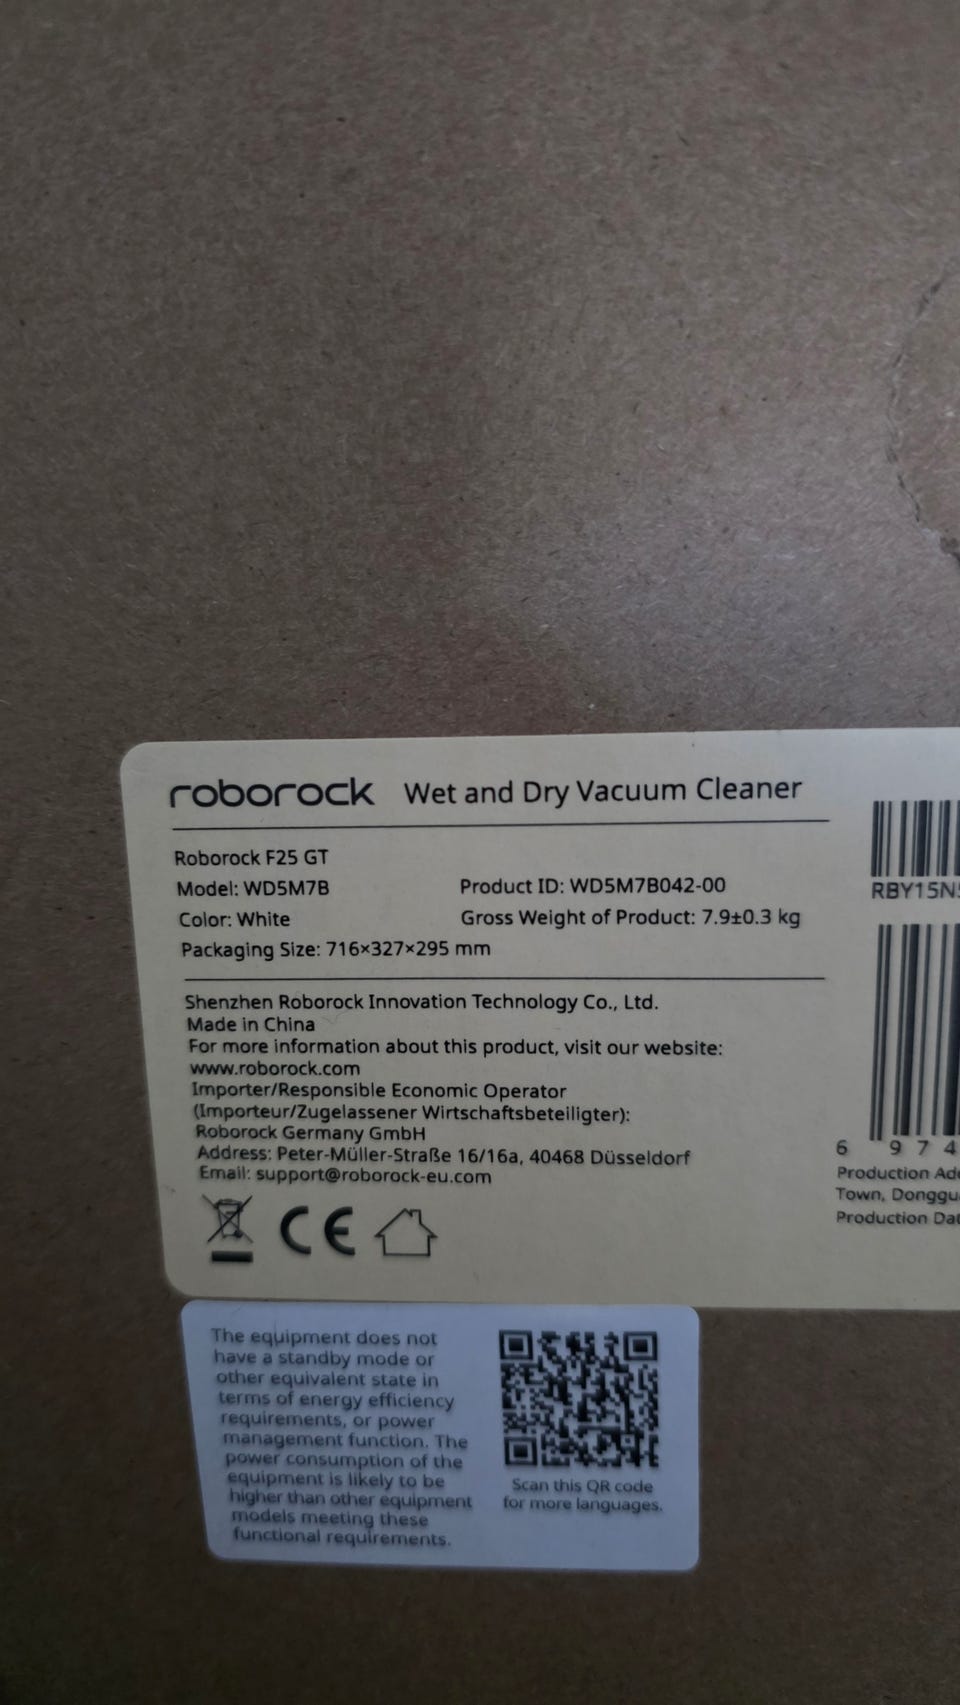 roborock Wet and Dry Vacuum Cleaner
Roborock F25 GT
Model: WD5M7B Product ID: WD5M7B042-00
Color: White Gross Weight of Product: 7.9±0.3 kg
Packaging Size: 716×327×295 mm
Shenzhen Roborock Innovation Technology Co., Ltd.
Made in China
For more information about this product, visit our website:
www.roborock.com
Importer/Responsible Economic Operator
(Importeur/Zugelassener Wirtschaftsbeteiligter):
Roborock Germany GmbH
Address: Peter-Müller-Straße 16/16a, 40468 Düsseldorf
Email: support@roborock-eu.com
CE
RBY15N
6 974
Production
Town,
Production
The equipment does not
have a standby mode or
other equivalent state in
terms of energy efficiency
requirements, or power
management function. The
power consumption of the
equipment is likely to be
higher than other equipment
models meeting these
functional requirements.
Scan this QR code
for more languages.